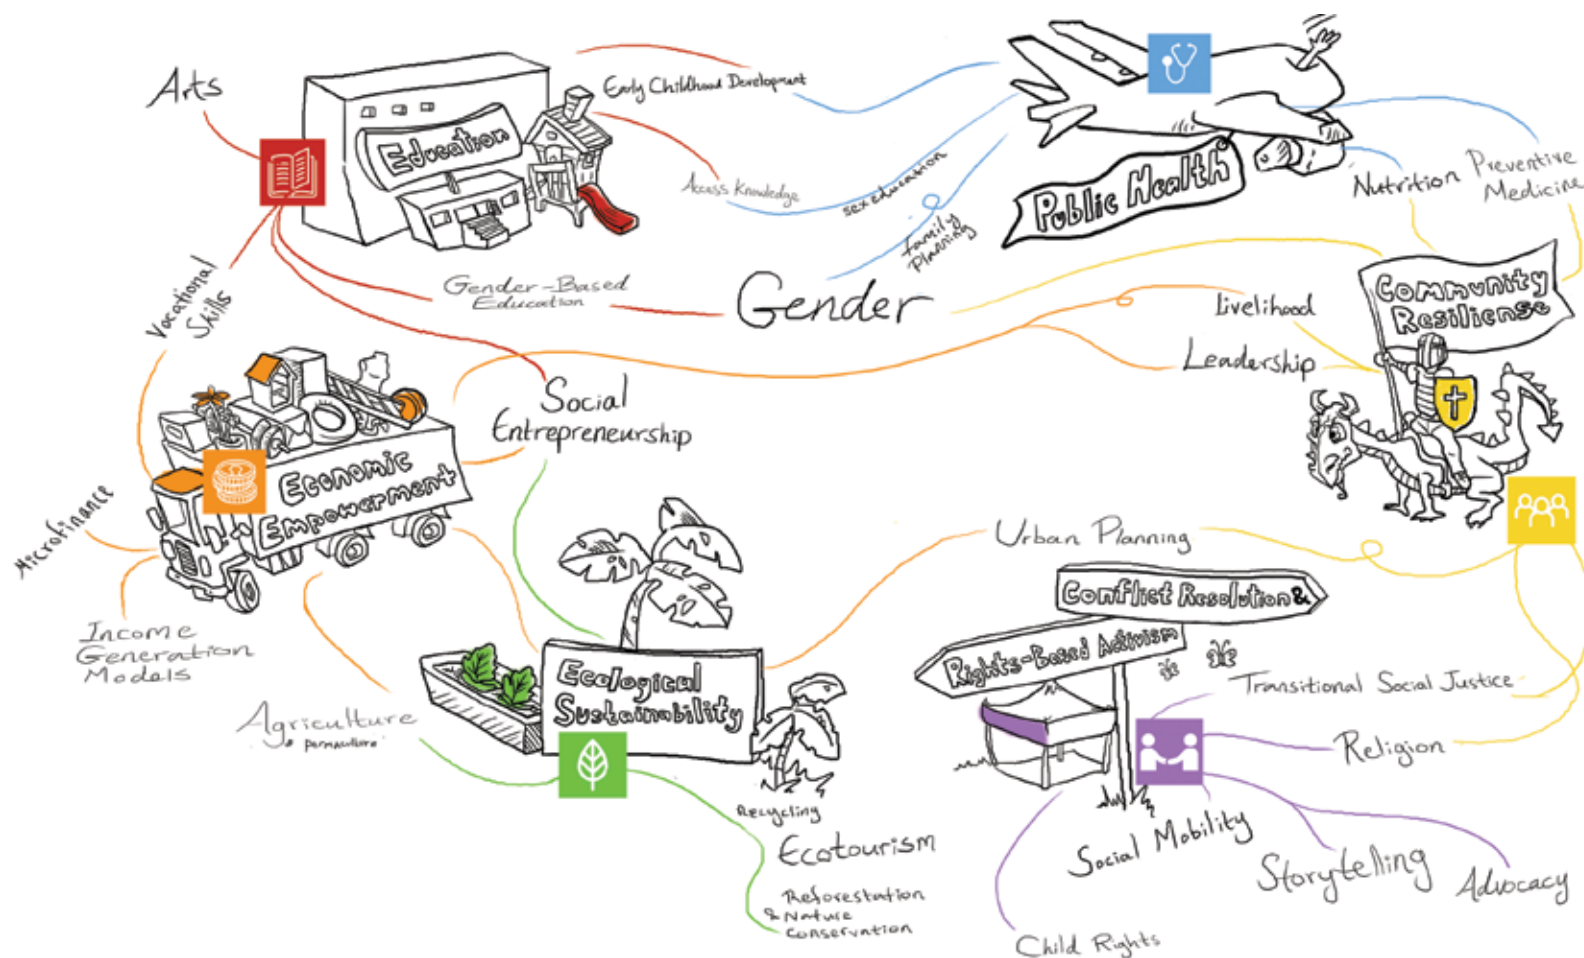 Arts
Education
Early Childhood Development
Access Knowledge
sex education
family
Planning
Public Health
Nutrition
Preventive
Medicine
Vocational
Skills
Gender-Based
Education
Gender
livelihood
Leadership
Community
Resiliense
Social
Entrepreneurship
Economic
Empowerment
Microfinance
Income
Generation
Models
Agriculture
& permaculture
Ecological
Sustainability
Recycling
Ecotourism
Reforestation
& Nature
Conservation
Urban Planning
Conflict Resolution &
Rights-Based Activism
Transitional Social Justice
Religion
Social Mobility
Storytelling
Advocacy
Child Rights